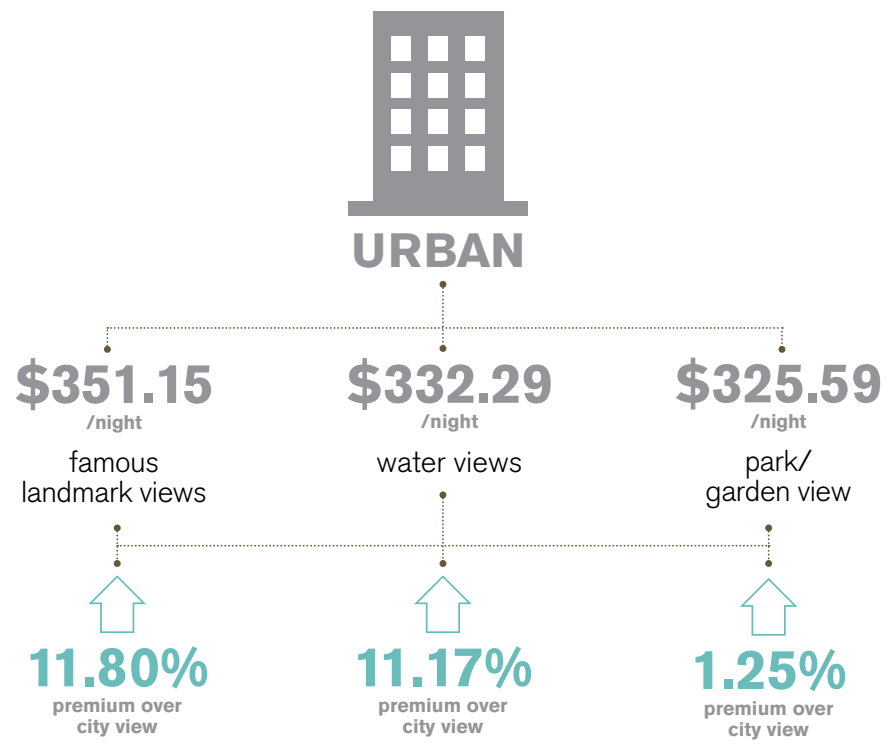 URBAN
$351.15
/night
famous
landmark views
$332.29
/night
water views
$325.59
/night
park/
garden view
11.80%
premium over
city view
11.17%
premium over
city view
1.25%
premium over
city view